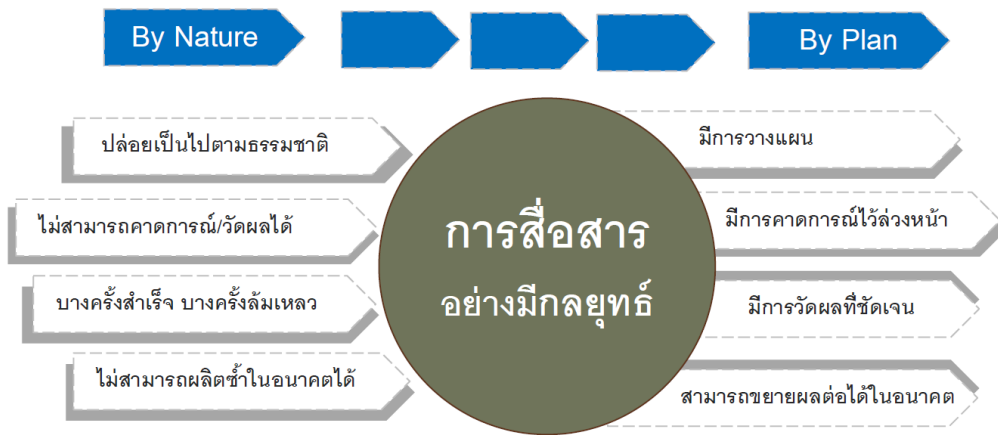 By Nature
By Plan
ปล่อยเป็นไปตามธรรมชาติ
ไม่สามารถคาดการณ์/วัดผลได้
บางครั้งสำเร็จ บางครั้งล้มเหลว
ไม่สามารถผลิตซ้ำในอนาคตได้
การสื่อสาร
อย่างมีกลยุทธ์
มีการวางแผน
มีการคาดการณ์ไว้ล่วงหน้า
มีการวัดผลที่ชัดเจน
สามารถขยายผลต่อได้ในอนาคต